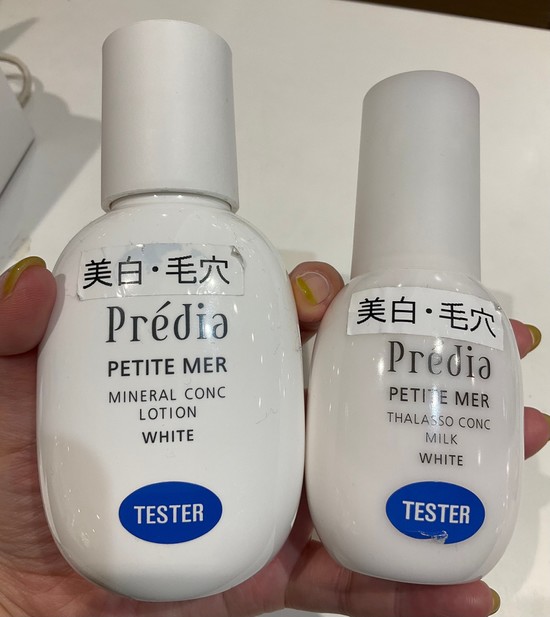 美白・毛穴
Prédia
PETITE MER
MINERAL CONC
LOTION
WHITE
TESTER
美白・毛穴
Prédia
PETITE MER
THALASSO CONC
MILK
WHITE
TESTER